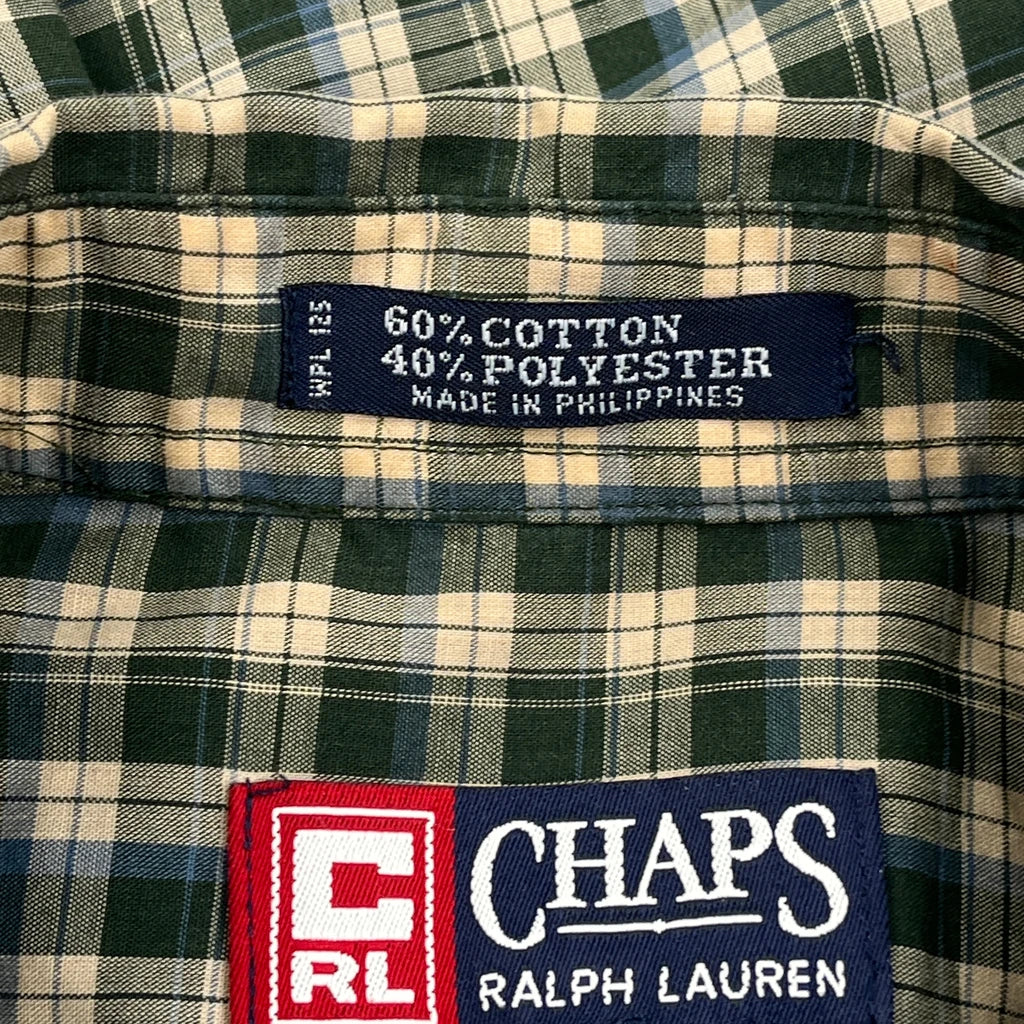 WPL 125
60% COTTON
40% POLYESTER
MADE IN PHILIPPINES
C
RL
CHAPS
RALPH LAUREN